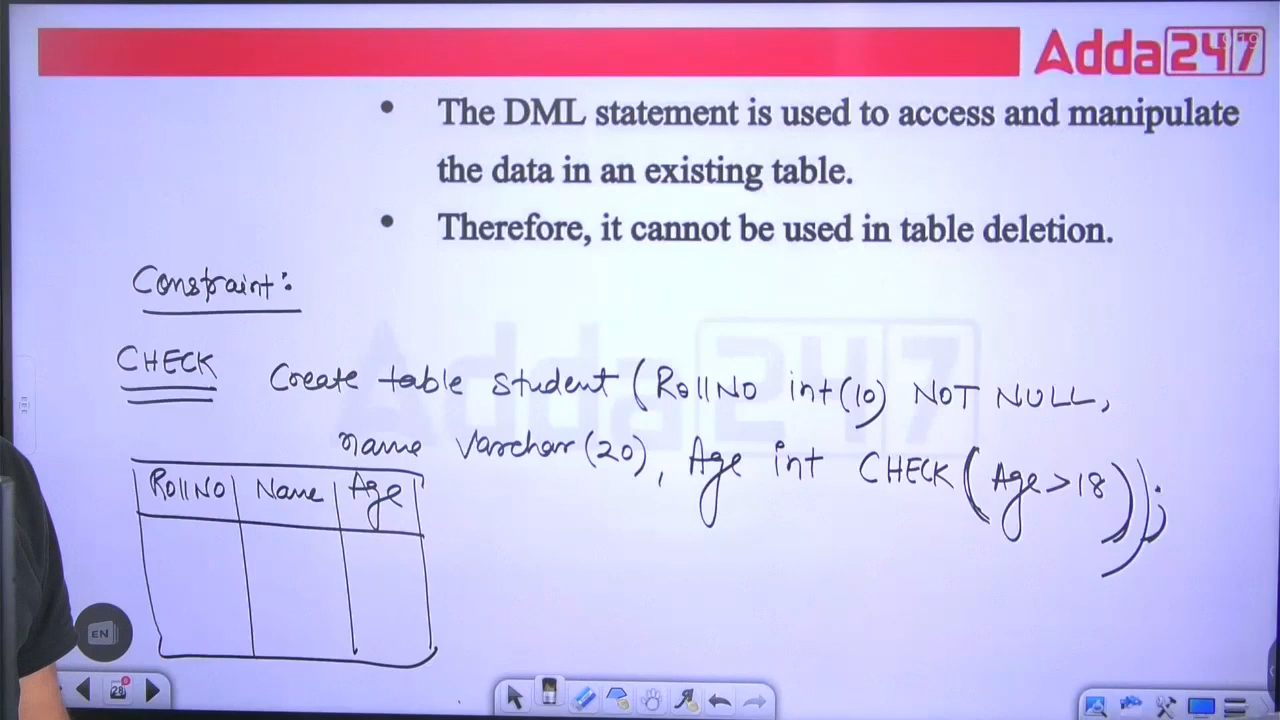 Adda247
• The DML statement is used to access and manipulate
the data in an existing table.
• Therefore, it cannot be used in table deletion.
Constraint:
CHECK Create table student (RollNo int(10) NOT NULL,
name Varchar(20), Age int CHECK (Age>18));
RollNo Name Age
EN
28